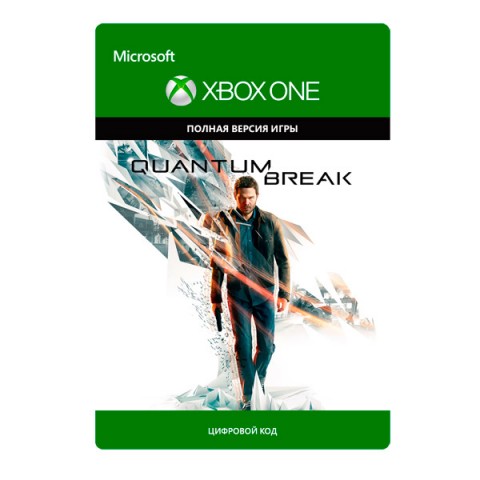 Microsoft
XBOX ONE
ПОЛНАЯ ВЕРСИЯ ИГРЫ
QUANTUM
BREAK
ЦИФРОВОЙ КОД